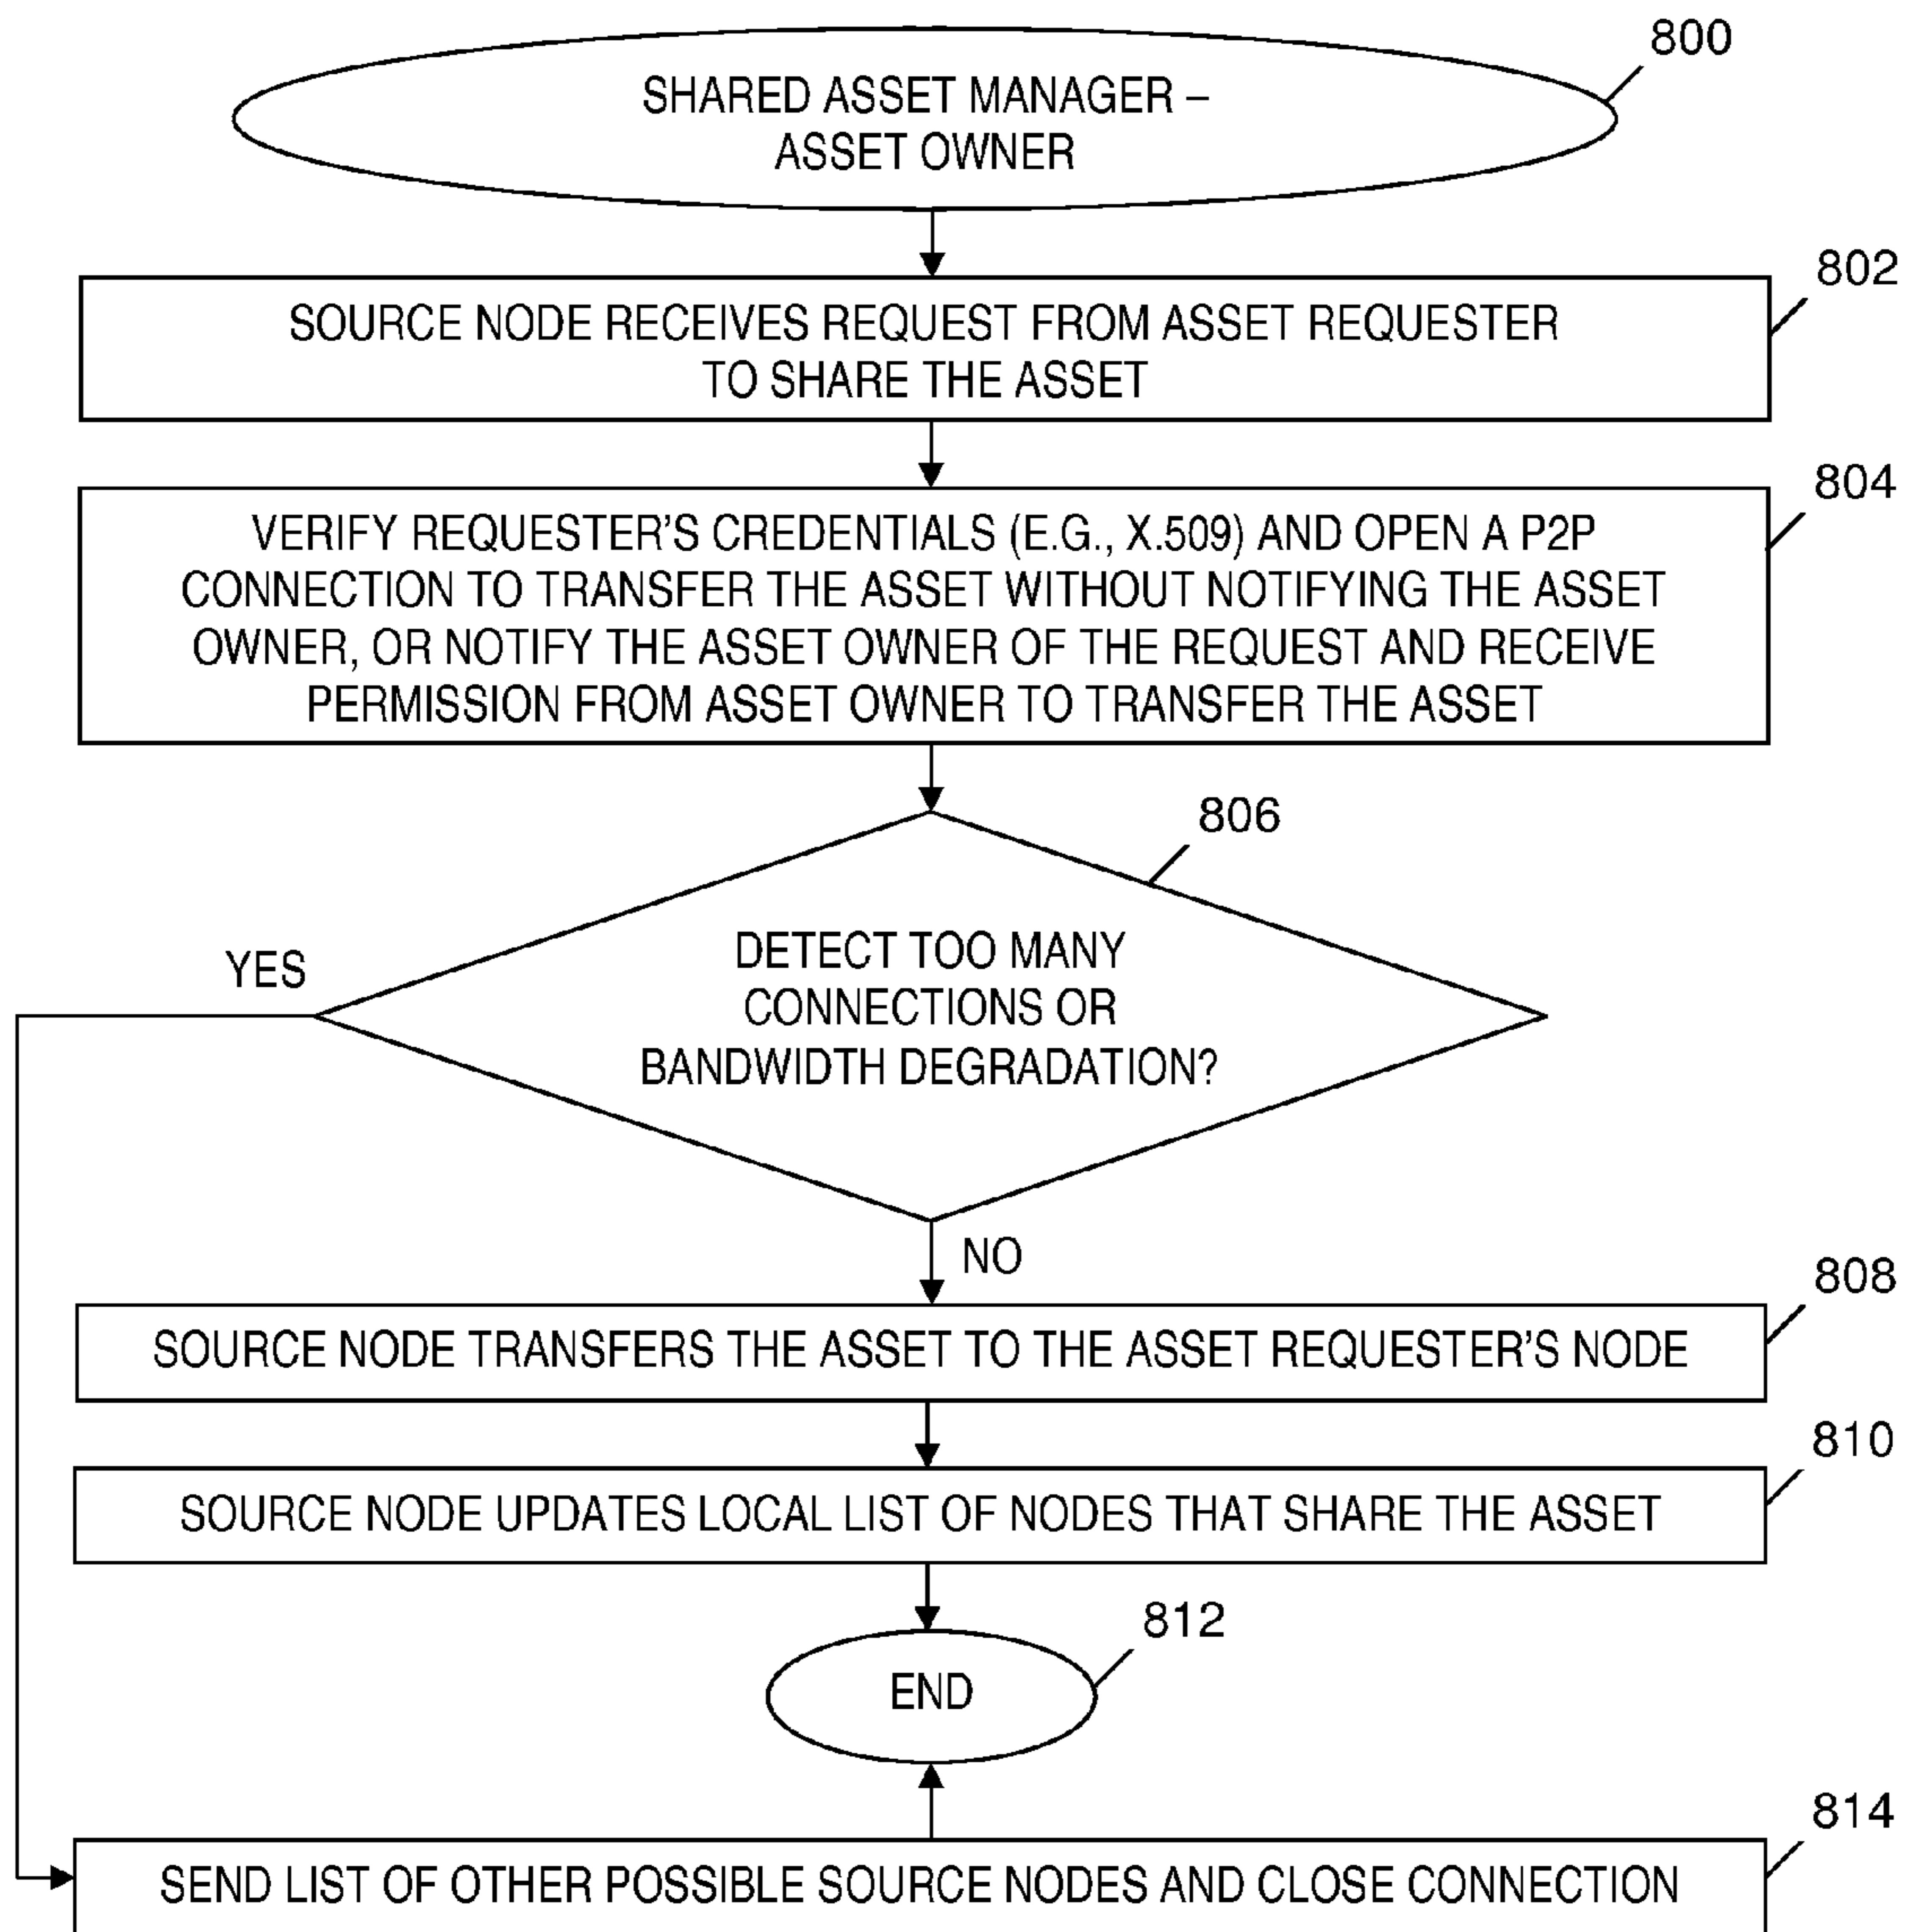 800
SHARED ASSET MANAGER –
ASSET OWNER
802
SOURCE NODE RECEIVES REQUEST FROM ASSET REQUESTER
TO SHARE THE ASSET
804
VERIFY REQUESTER'S CREDENTIALS (E.G., X.509) AND OPEN A P2P
CONNECTION TO TRANSFER THE ASSET WITHOUT NOTIFYING THE ASSET
OWNER, OR NOTIFY THE ASSET OWNER OF THE REQUEST AND RECEIVE
PERMISSION FROM ASSET OWNER TO TRANSFER THE ASSET
806
DETECT TOO MANY
CONNECTIONS OR
BANDWIDTH DEGRADATION?
YES
NO
808
SOURCE NODE TRANSFERS THE ASSET TO THE ASSET REQUESTER'S NODE
810
SOURCE NODE UPDATES LOCAL LIST OF NODES THAT SHARE THE ASSET
812
END
814
SEND LIST OF OTHER POSSIBLE SOURCE NODES AND CLOSE CONNECTION